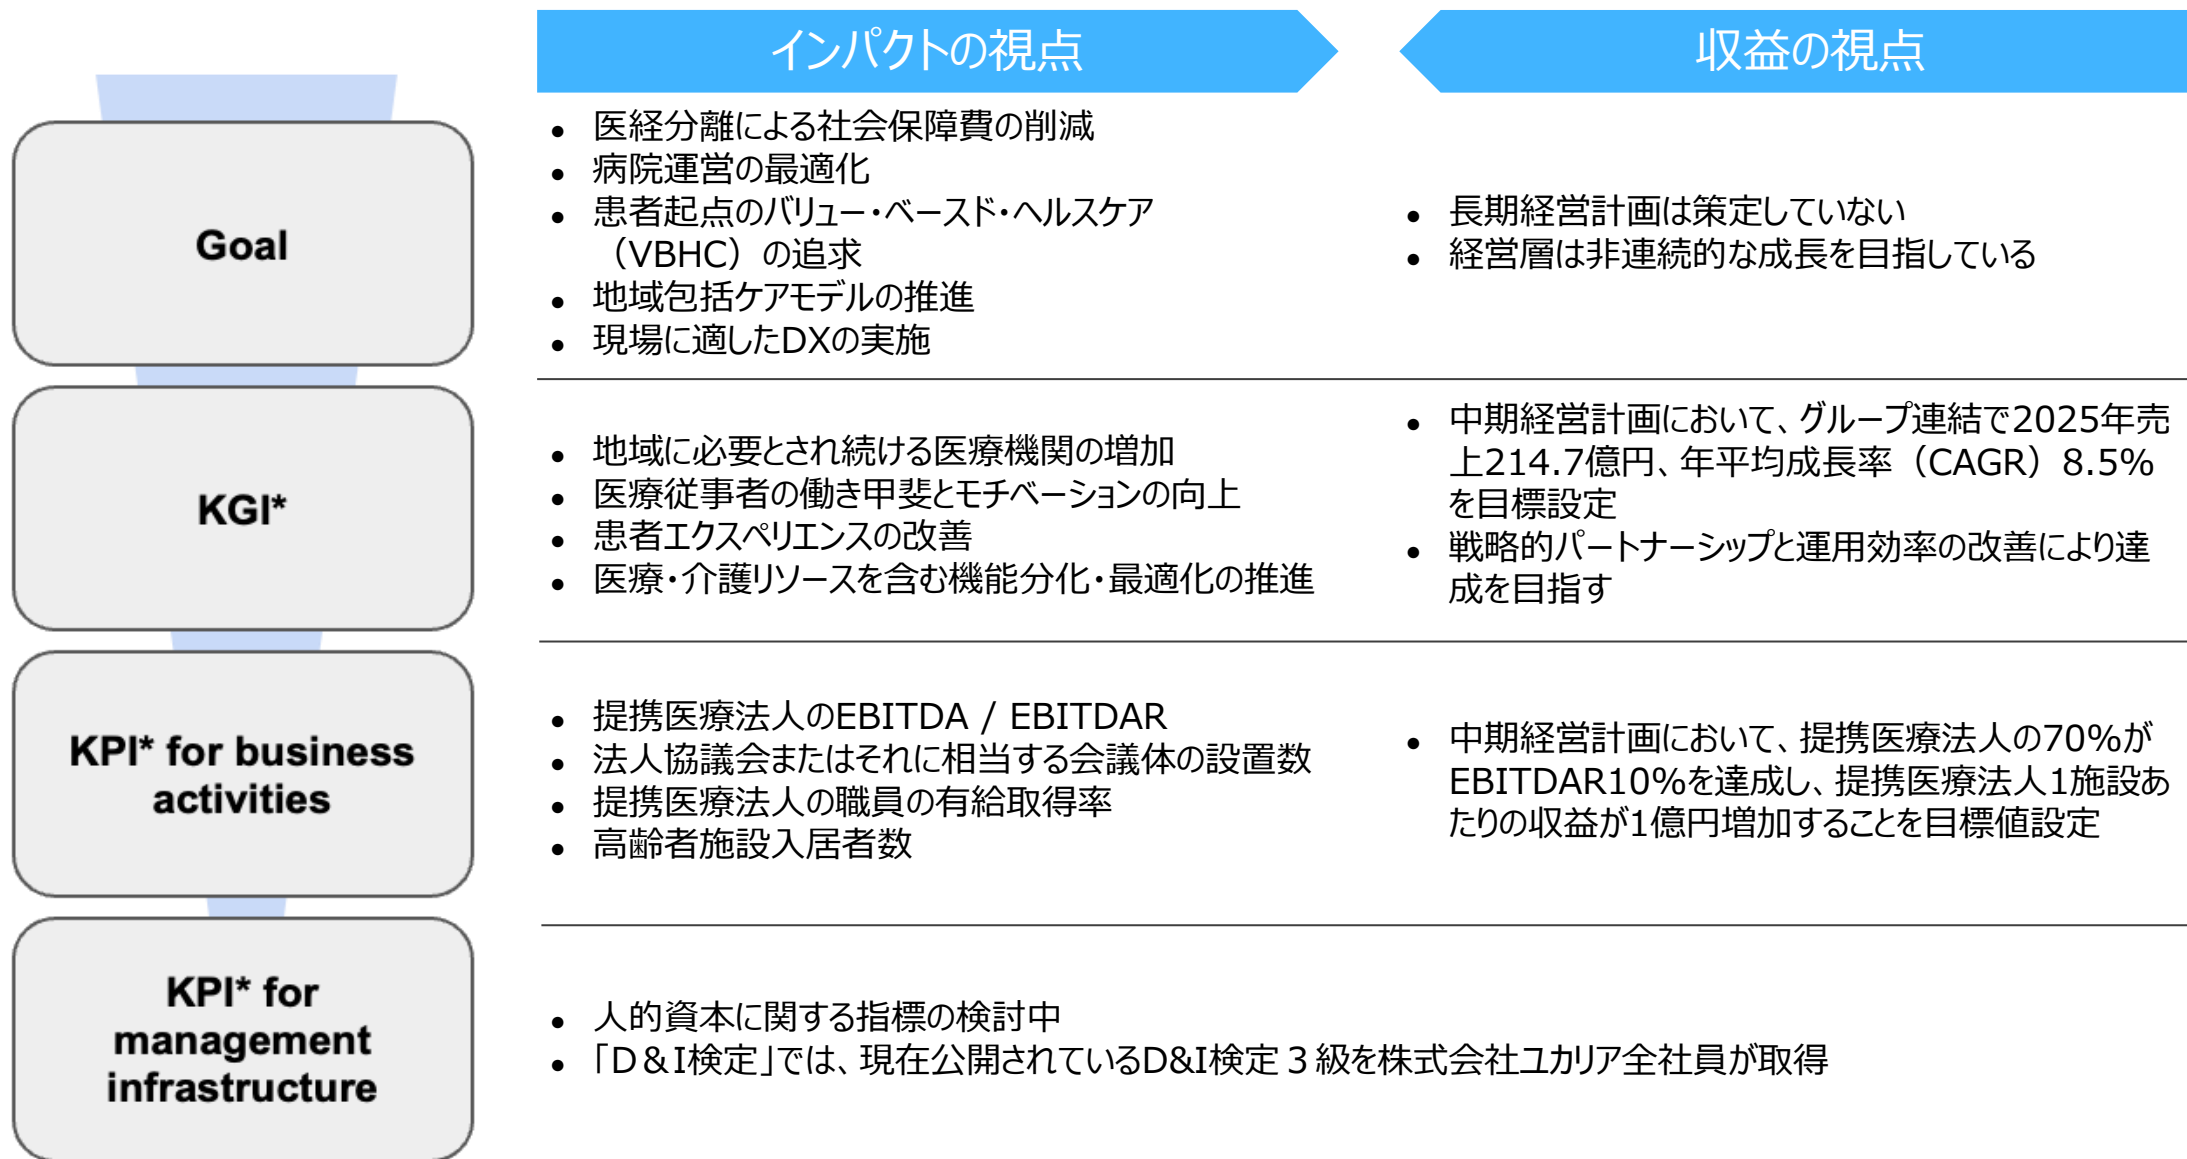 インパクトの視点
収益の視点
Goal
● 医経分離による社会保障費の削減
● 病院運営の最適化
● 患者起点のバリュー・ベースド・ヘルスケア
（VBHC）の追求
● 地域包括ケアモデルの推進
● 現場に適したDXの実施
● 長期経営計画は策定していない
● 経営層は非連続的な成長を目指している
KGI*
● 地域に必要とされ続ける医療機関の増加
● 医療従事者の働き甲斐とモチベーションの向上
● 患者エクスペリエンスの改善
● 医療・介護リソースを含む機能分化・最適化の推進
● 中期経営計画において、グループ連結で2025年売
上214.7億円、年平均成長率（CAGR）8.5%
を目標設定
● 戦略的パートナーシップと運用効率の改善により達
成を目指す
KPI* for business
activities
● 提携医療法人のEBITDA / EBITDAR
● 法人協議会またはそれに相当する会議体の設置数
● 提携医療法人の職員の有給取得率
● 高齢者施設入居者数
● 中期経営計画において、提携医療法人の70%が
EBITDAR10%を達成し、提携医療法人1施設あ
たりの収益が1億円増加することを目標値設定
KPI* for
management
infrastructure
● 人的資本に関する指標の検討中
● 「D＆I検定」では、現在公開されているD&I検定３級を株式会社ユカリア全社員が取得